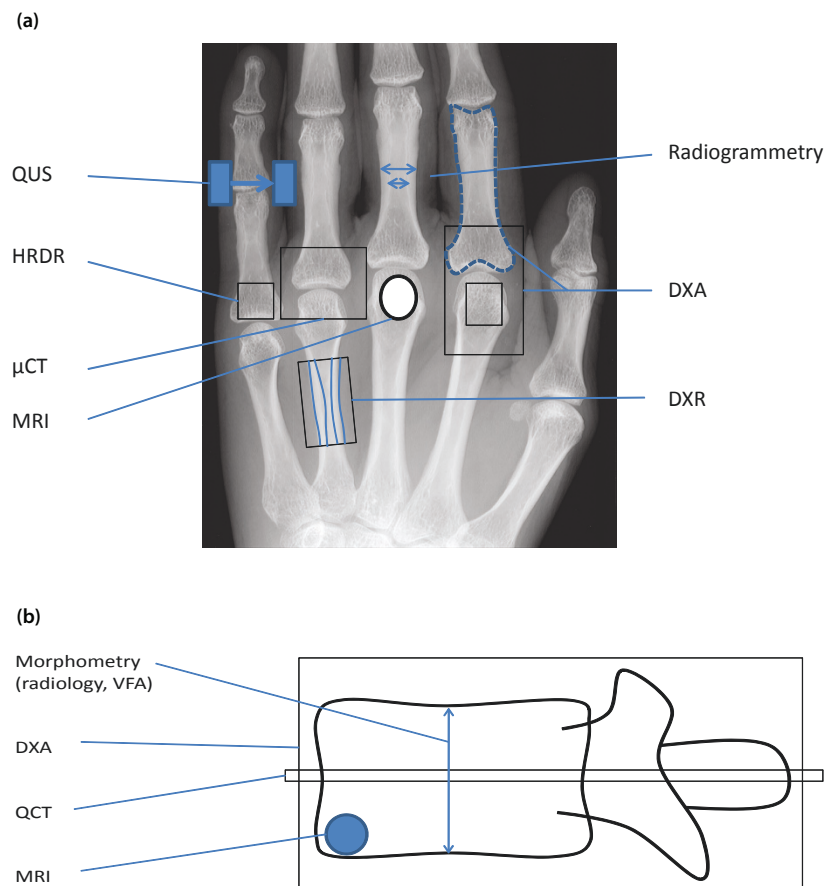 (a)
QUS
HRDR
μCT
MRI
Radiogrammetry
DXA
DXR
(b)
Morphometry
(radiology, VFA)
DXA
QCT
MRI